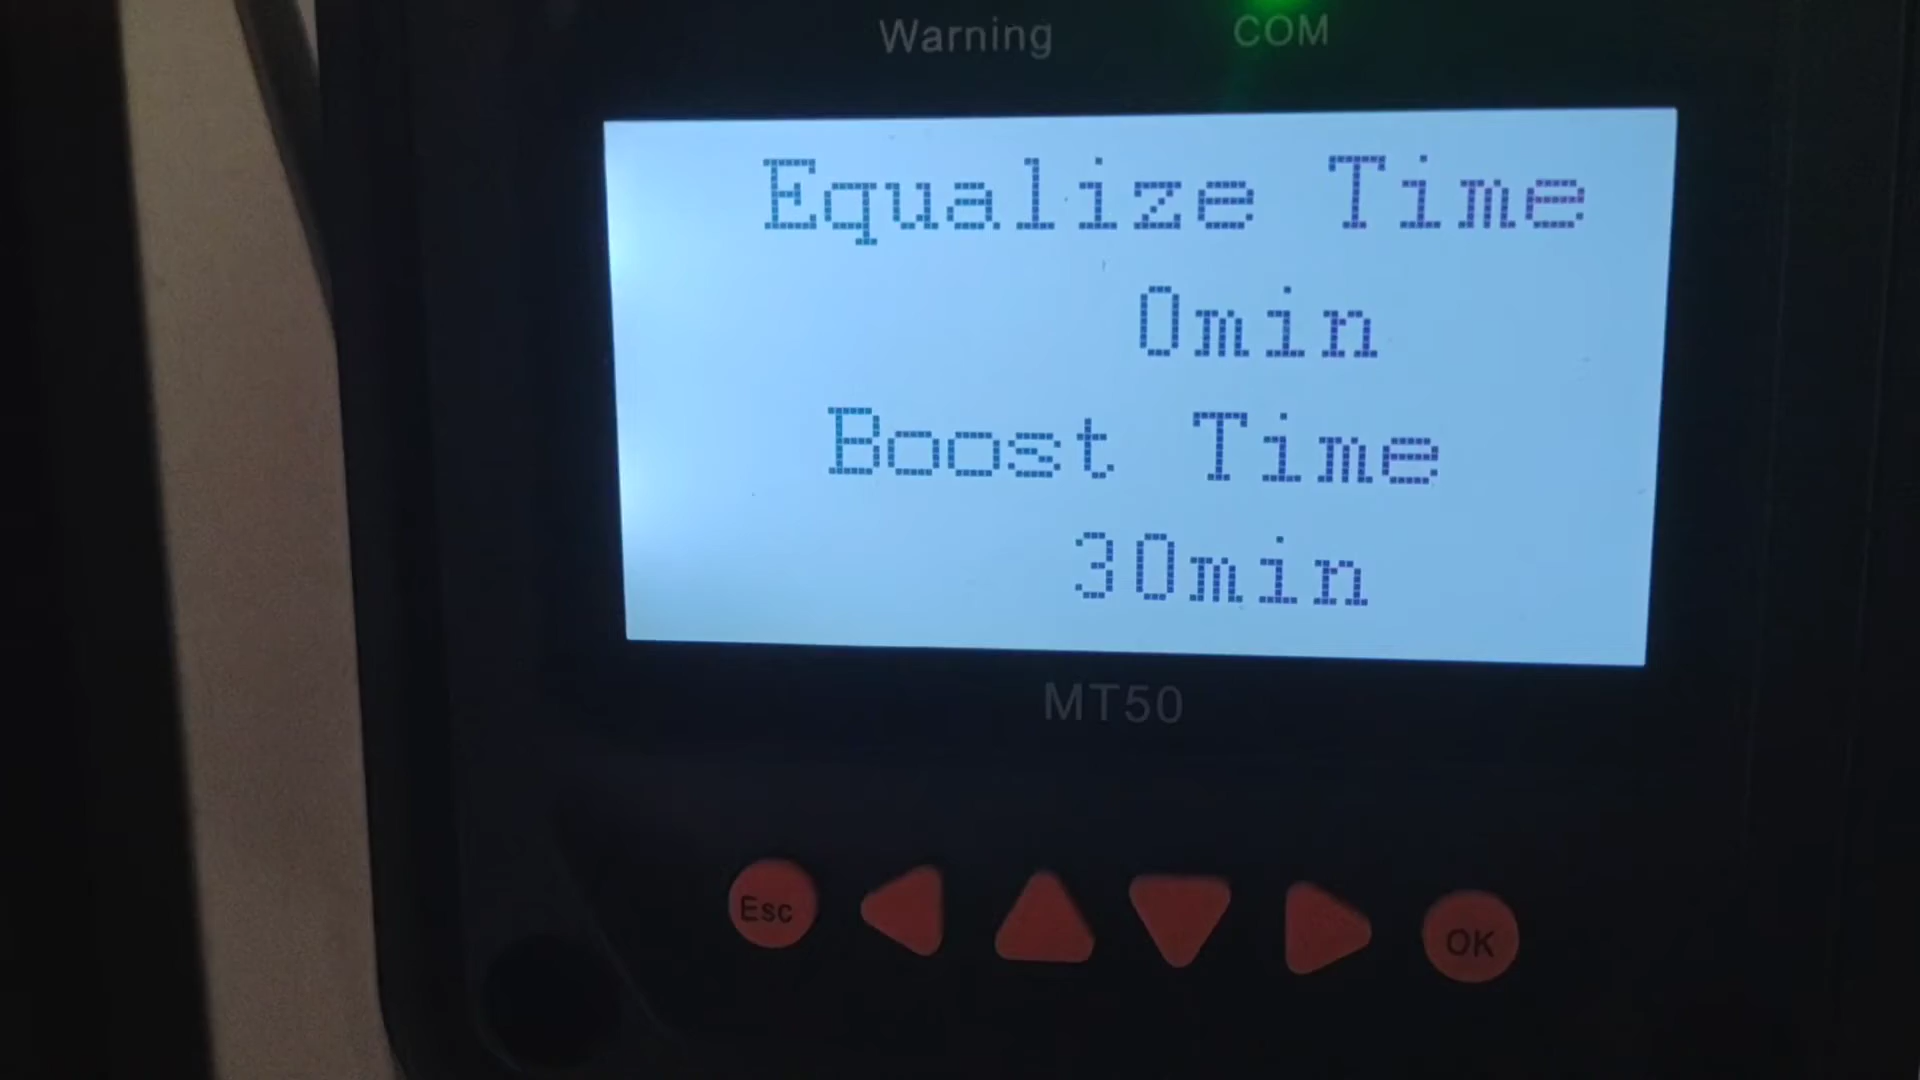 Warning COM
Equalize Time
0min
Boost Time
30min
MT50
Esc OK